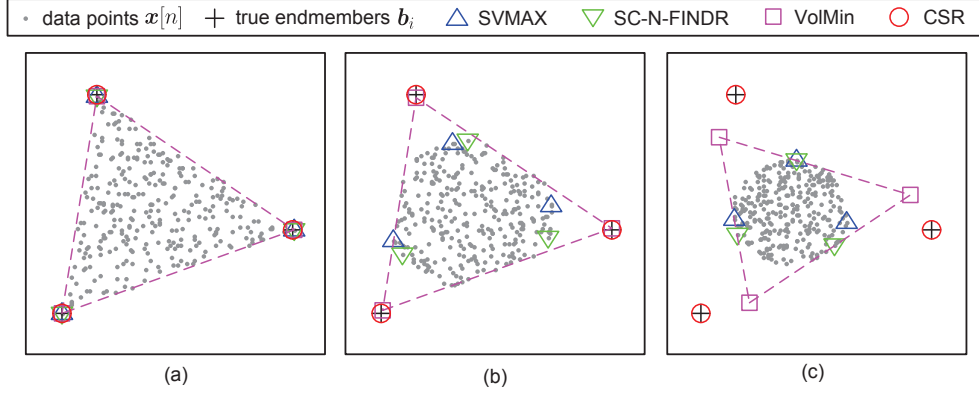 data points x[n] true endmembers b_i SVMAX SC-N-FINDR VolMin CSR
(a) (b) (c)